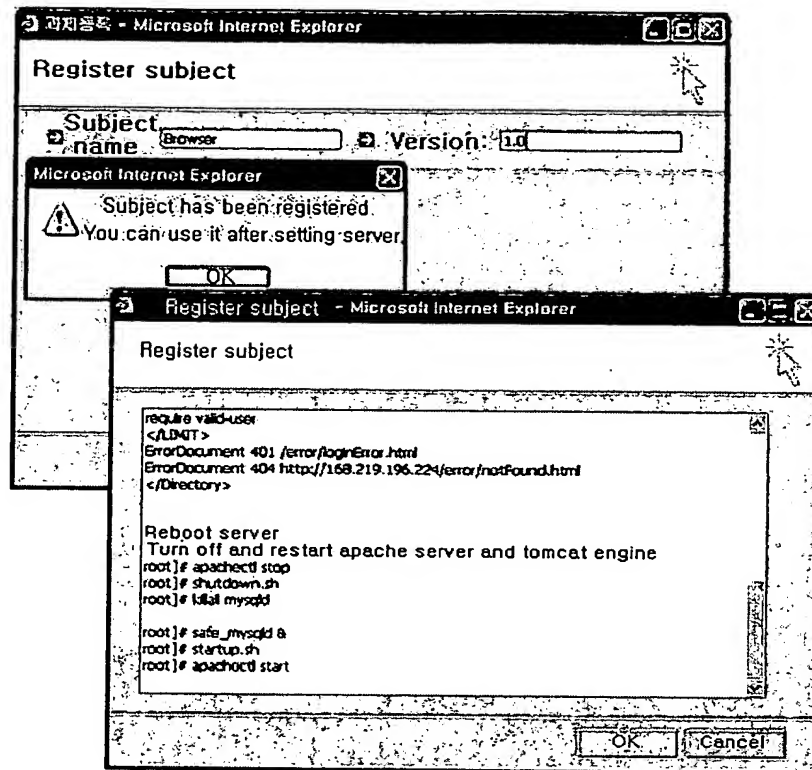 과제등록 - Microsoft Internet Explorer
Register subject
Subject name Browser Version: 1.0
Microsoft Internet Explorer
Subject has been registered.
You can use it after setting server.
OK
Register subject - Microsoft Internet Explorer
Register subject
require valid-user
</LIMIT>
ErrorDocument 401 /error/loginError.html
ErrorDocument 404 http://168.219.196.224/error/notFound.html
</Directory>
Reboot server
Turn off and restart apache server and tomcat engine
root]# apachectl stop
root]# shutdown.sh
root]# killall mysqld
root]# safe_mysqld &
root]# startup.sh
root]# apachectl start
OK Cancel